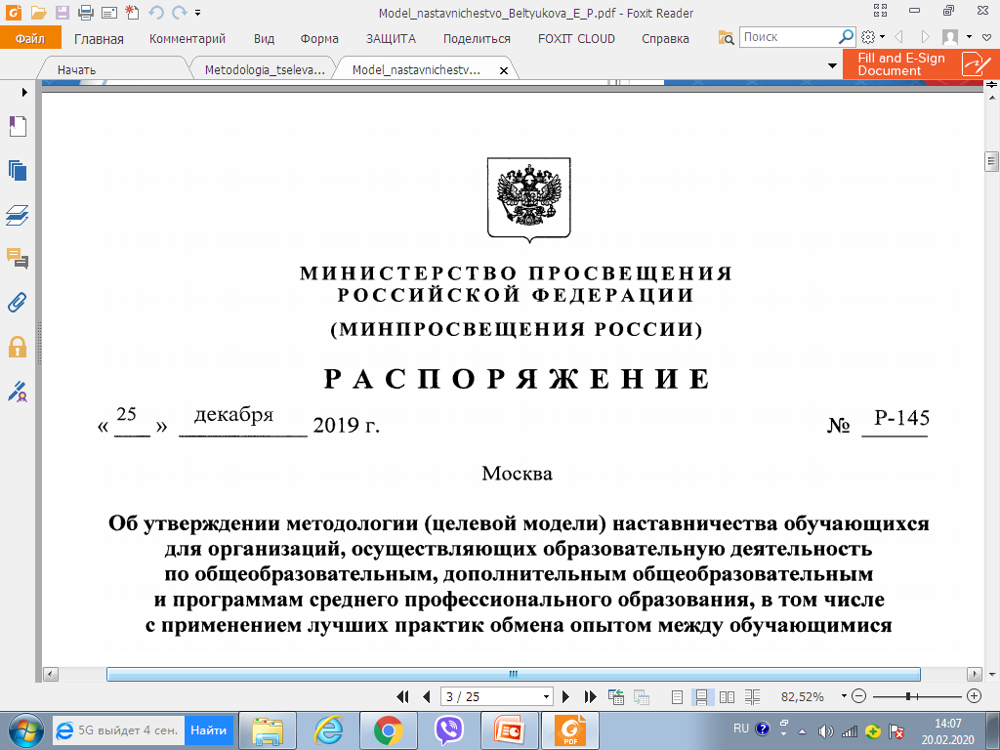 Model_nastavnichestvo_Beltyukova_E_P.pdf - Foxit Reader
Файл Главная Комментарий Вид Форма ЗАЩИТА Поделиться FOXIT CLOUD Справка Поиск
Начать Metodologia_tseleva... Model_nastavnichestv... Fill and E-Sign
Document
МИНИСТЕРСТВО ПРОСВЕЩЕНИЯ
РОССИЙСКОЙ ФЕДЕРАЦИИ
(МИНПРОСВЕЩЕНИЯ РОССИИ)
РАСПОРЯЖЕНИЕ
« 25 » декабря 2019 г. № Р-145
Москва
Об утверждении методологии (целевой модели) наставничества обучающихся
для организаций, осуществляющих образовательную деятельность
по общеобразовательным, дополнительным общеобразовательным
и программам среднего профессионального образования, в том числе
с применением лучших практик обмена опытом между обучающимися
3 / 25 82,52%
5G выйдет 4 сен. Найти PDF RU 14:07
20.02.2020